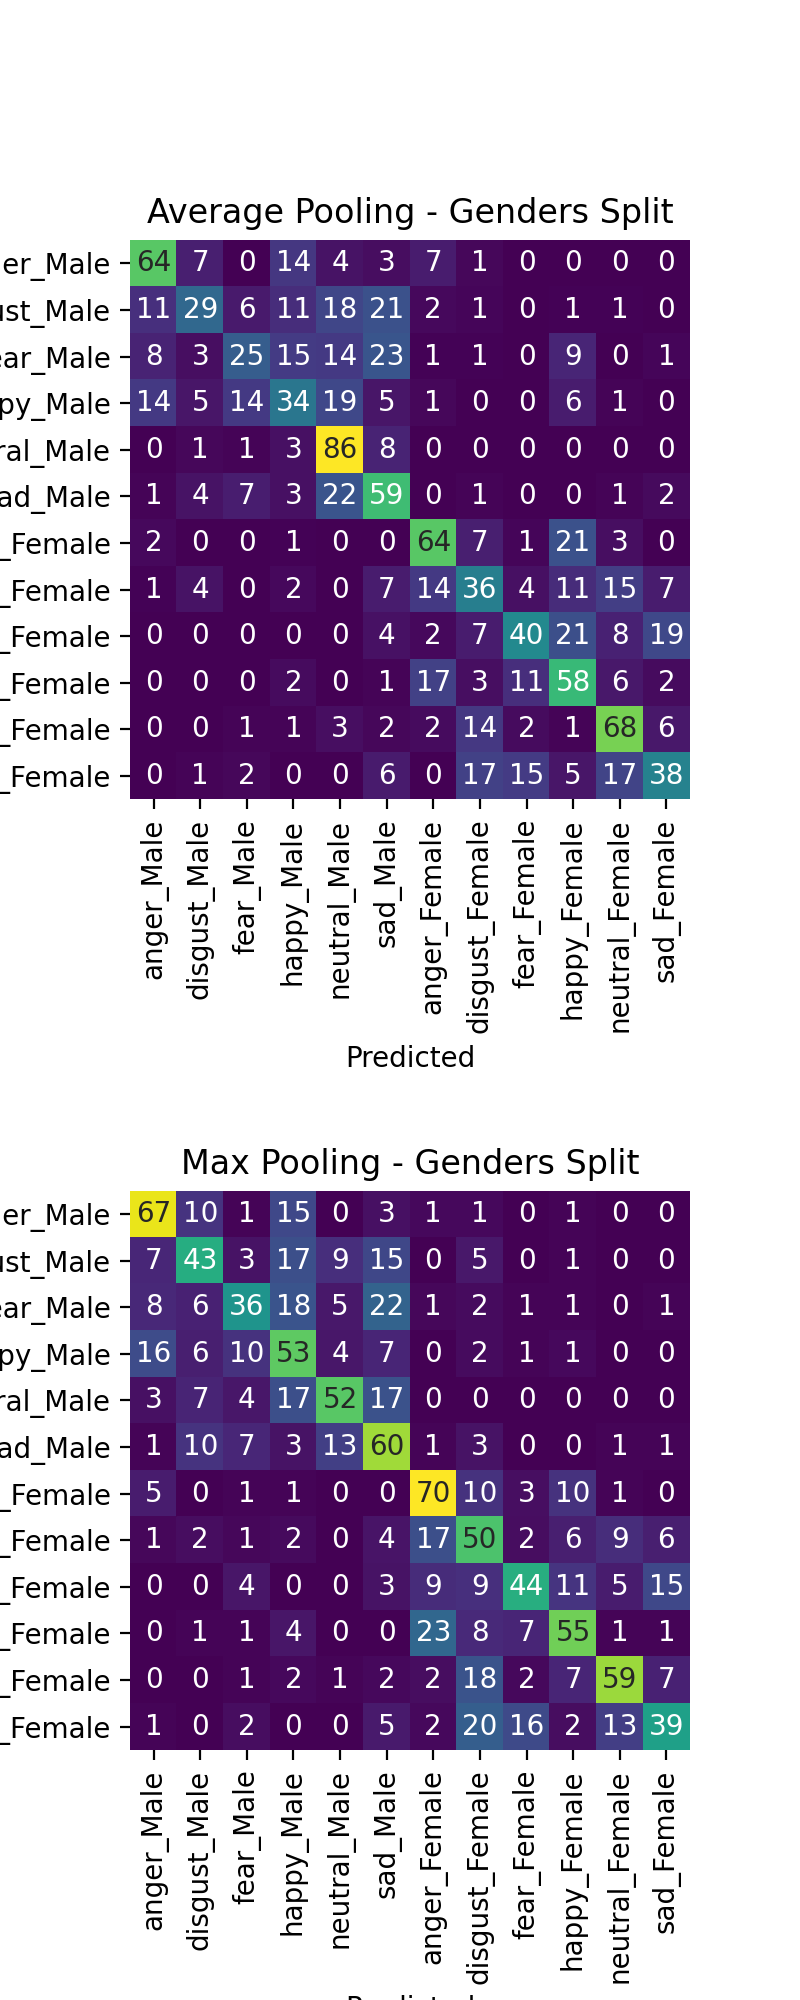 Average Pooling - Genders Split
er_Male 64 7 0 14 4 3 7 1 0 0 0 0
ust_Male 11 29 6 11 18 21 2 1 0 1 1 0
ear_Male 8 3 25 15 14 23 1 1 0 9 0 1
py_Male 14 5 14 34 19 5 1 0 0 6 1 0
ral_Male 0 1 1 3 86 8 0 0 0 0 0 0
ad_Male 1 4 7 3 22 59 0 1 0 0 1 2
_Female 2 0 0 1 0 0 64 7 1 21 3 0
_Female 1 4 0 2 0 7 14 36 4 11 15 7
_Female 0 0 0 0 0 4 2 7 40 21 8 19
_Female 0 0 0 2 0 1 17 3 11 58 6 2
_Female 0 0 1 1 3 2 2 14 2 1 68 6
_Female 0 1 2 0 0 6 0 17 15 5 17 38
anger_Male disgust_Male fear_Male happy_Male neutral_Male sad_Male anger_Female disgust_Female fear_Female happy_Female neutral_Female sad_Female
Predicted
Max Pooling - Genders Split
er_Male 67 10 1 15 0 3 1 1 0 1 0 0
ust_Male 7 43 3 17 9 15 0 5 0 1 0 0
ear_Male 8 6 36 18 5 22 1 2 1 1 0 1
py_Male 16 6 10 53 4 7 0 2 1 1 0 0
ral_Male 3 7 4 17 52 17 0 0 0 0 0 0
ad_Male 1 10 7 3 13 60 1 3 0 0 1 1
_Female 5 0 1 1 0 0 70 10 3 10 1 0
_Female 1 2 1 2 0 4 17 50 2 6 9 6
_Female 0 0 4 0 0 3 9 9 44 11 5 15
_Female 0 1 1 4 0 0 23 8 7 55 1 1
_Female 0 0 1 2 1 2 2 18 2 7 59 7
_Female 1 0 2 0 0 5 2 20 16 2 13 39
anger_Male disgust_Male fear_Male happy_Male neutral_Male sad_Male anger_Female disgust_Female fear_Female happy_Female neutral_Female sad_Female